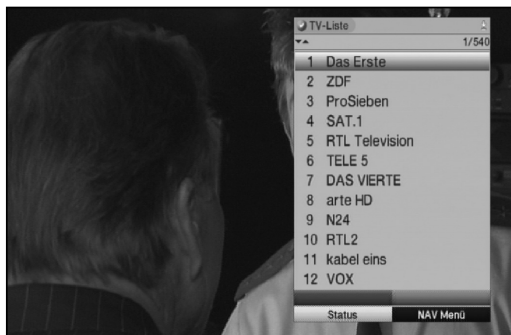 TV-Liste
1/540
1 Das Erste
2 ZDF
3 ProSieben
4 SAT.1
5 RTL Television
6 TELE 5
7 DAS VIERTE
8 arte HD
9 N24
10 RTL2
11 kabel eins
12 VOX
Status NAV Menü